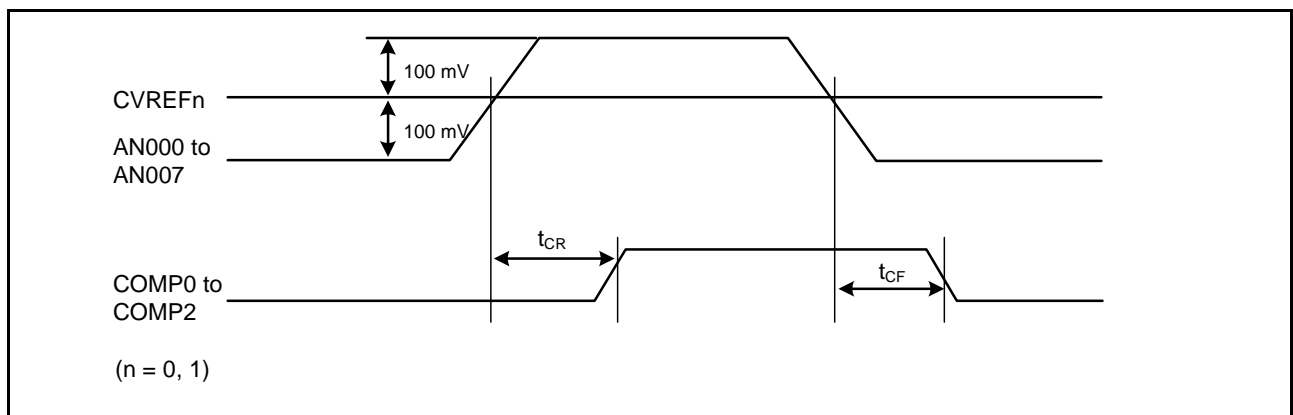 100 mV
CVREFn
100 mV
AN000 to
AN007
tCR
tCF
COMP0 to
COMP2
(n = 0, 1)